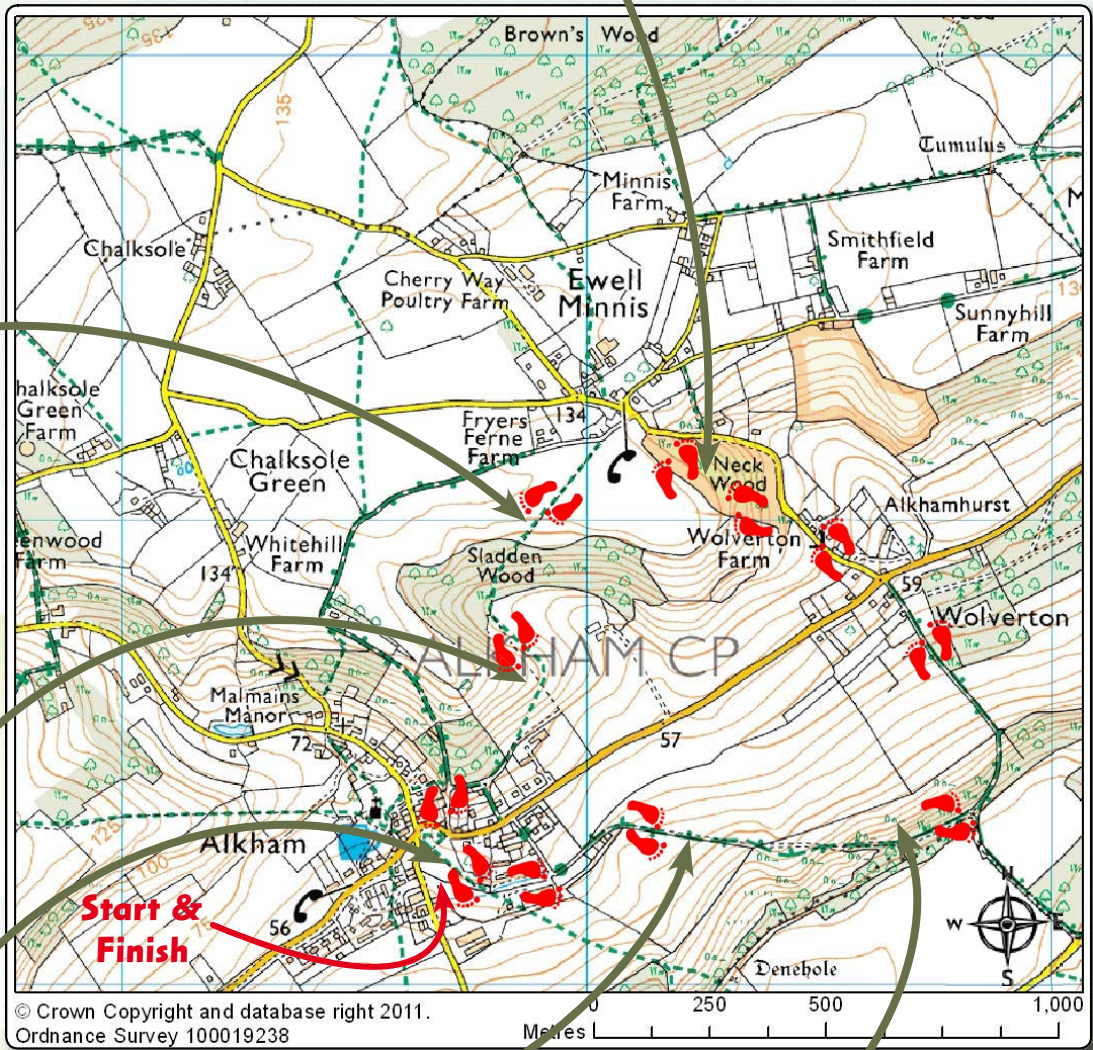 135
135
Brown's Wood
Tumulus
Minnis
Farm
M
Chalksole
Smithfield
Farm
Cherry Way
Poultry Farm
Ewell
Minnis
Sunnyhill
Farm
halksole
Green
Farm
134
Fryers
Ferne
Farm
Neck
Wood
Chalksole
Green
Alkhamhurst
enwood
Farm
Whitehill
Farm
Wolverton
Farm
Sladden
Wood
134
59
Wolverton
ALKHAM CP
Malmains
Manor
72
57
125
100
Alkham
75
56
Start &
Finish
Denehole
N
W
E
S
© Crown Copyright and database right 2011.
Ordnance Survey 100019238
Metres
0
250
500
1,000